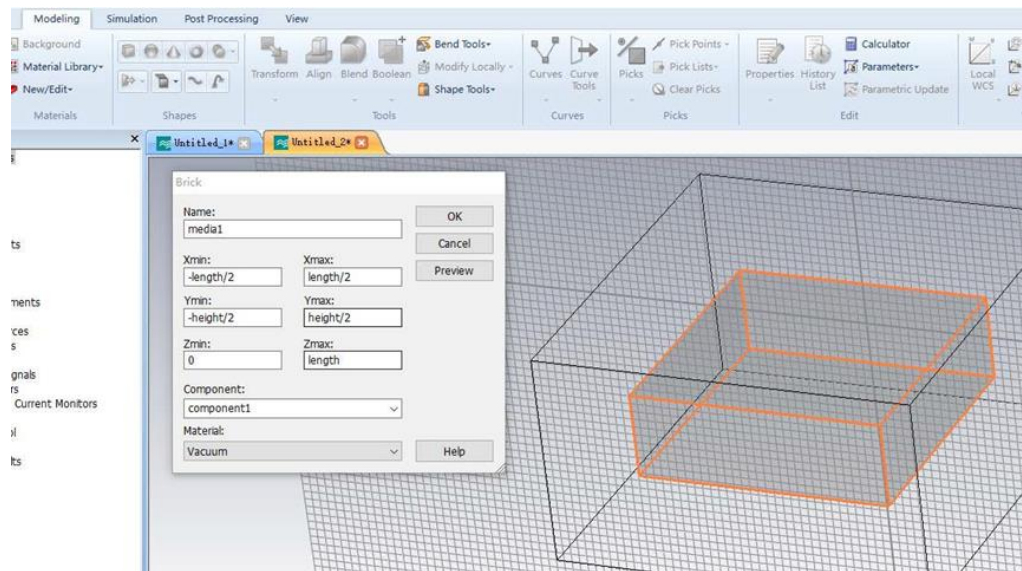 Modeling Simulation Post Processing View
Background
Material Library
New/Edit
Materials
Shapes
Transform Align Blend Boolean
Bend Tools
Modify Locally
Shape Tools
Tools
Curves Curve Tools
Curves
Picks
Pick Points
Pick Lists
Clear Picks
Picks
Properties History List
Calculator
Parameters
Parametric Update
Edit
Local WCS
Untitled_1* Untitled_2*
Brick
Name:
media1
OK
Cancel
Xmin: Xmax:
-length/2 length/2
Preview
Ymin: Ymax:
-height/2 height/2
Zmin: Zmax:
0 length
Component:
component1
Material:
Vacuum
Help
ts
ments
rces
s
gnals
rs
Current Monitors
ol
lts